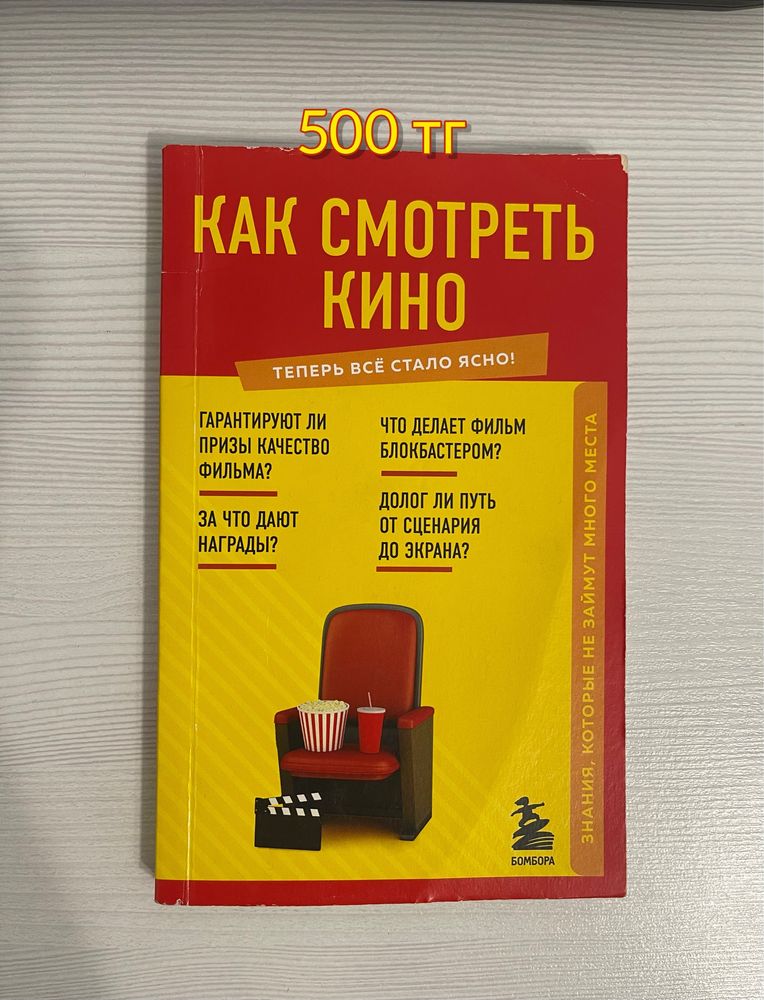 500 тг
КАК СМОТРЕТЬ
КИНО
ТЕПЕРЬ ВСЁ СТАЛО ЯСНО!
ГАРАНТИРУЮТ ЛИ
ПРИЗЫ КАЧЕСТВО
ФИЛЬМА?
ЗА ЧТО ДАЮТ
НАГРАДЫ?
ЧТО ДЕЛАЕТ ФИЛЬМ
БЛОКБАСТЕРОМ?
ДОЛОГ ЛИ ПУТЬ
ОТ СЦЕНАРИЯ
ДО ЭКРАНА?
ЗНАНИЯ, КОТОРЫЕ НЕ ЗАЙМУТ МНОГО МЕСТА
БОМБОРА